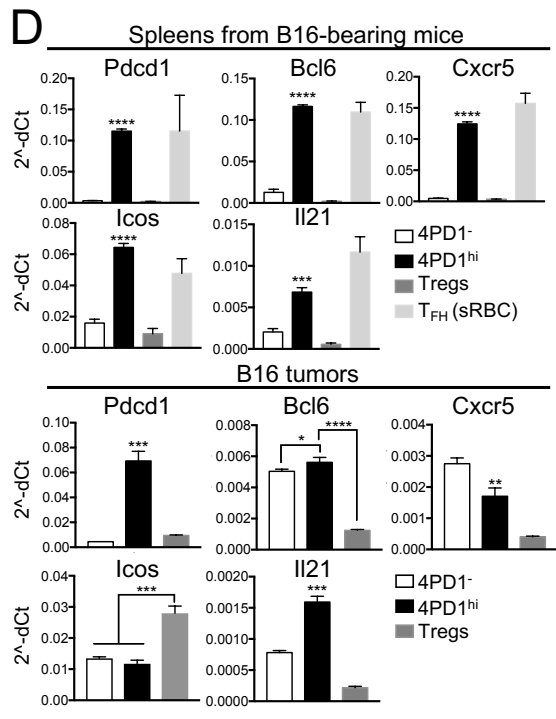 D
Spleens from B16-bearing mice
Pdcd1 Bcl6 Cxcr5
2^-dCt
0.20 0.15 0.10 0.05 0.00
****
0.15 0.10 0.05 0.00
****
0.20 0.15 0.10 0.05 0.00
****
Icos Il21
2^-dCt
0.08 0.06 0.04 0.02 0.00
****
0.015 0.010 0.005 0.000
***
4PD1-
4PD1hi
Tregs
TFH (sRBC)
B16 tumors
Pdcd1 Bcl6 Cxcr5
2^-dCt
0.10 0.08 0.06 0.04 0.02 0.00
***
0.008 0.006 0.004 0.002 0.000
* ****
0.004 0.003 0.002 0.001 0.000
**
Icos Il21
2^-dCt
0.04 0.03 0.02 0.01 0.00
***
0.0020 0.0015 0.0010 0.0005 0.0000
***
4PD1-
4PD1hi
Tregs